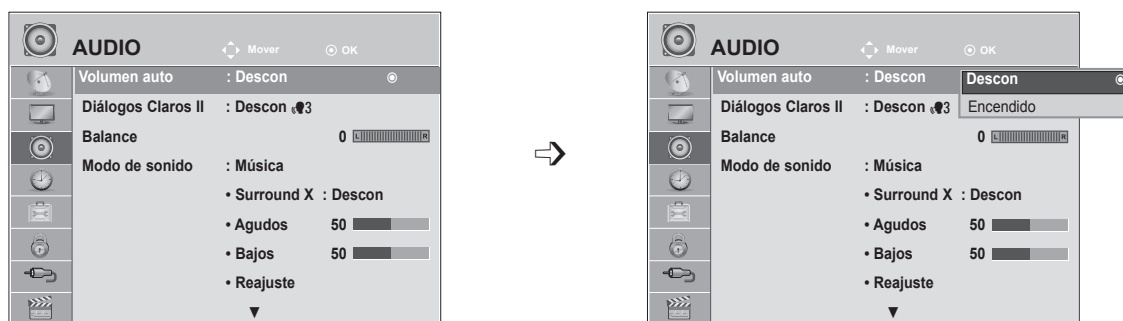 AUDIO
Mover
OK
Volumen auto : Descon
Diálogos Claros II : Descon 3
Balance 0 L R
Modo de sonido : Música
• Surround X : Descon
• Agudos 50
• Bajos 50
• Reajuste
▼
AUDIO
Mover
OK
Volumen auto : Descon
Descon
Encendido
Diálogos Claros II : Descon 3
Balance 0 L R
Modo de sonido : Música
• Surround X : Descon
• Agudos 50
• Bajos 50
• Reajuste
▼